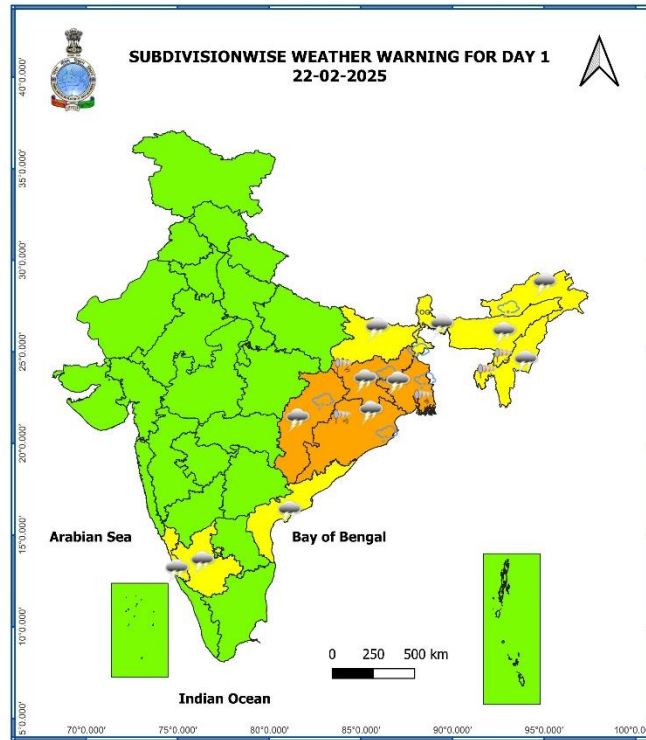 SUBDIVISIONWISE WEATHER WARNING FOR DAY 1
22-02-2025
40°0.000'
35°0.000'
30°0.000'
25°0.000'
20°0.000'
15°0.000'
10°0.000'
5°0.000'
Arabian Sea
Bay of Bengal
0 250 500 km
Indian Ocean
70°0.000' 75°0.000' 80°0.000' 85°0.000' 90°0.000' 95°0.000'